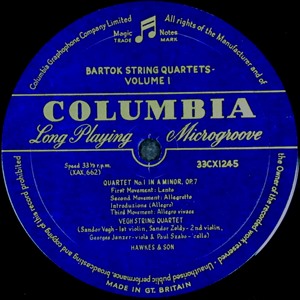 Columbia Graphophone Company Limited
All rights of the Manufacturer and of
the Owner of the recorded work reserved. Unauthorised public performance, broadcasting and copying of this record prohibited
Magic Notes
TRADE MARK
BARTOK STRING QUARTETS-
VOLUME I
COLUMBIA
Long Playing Microgroove
Speed 33⅓ r.p.m.
(XAX.662)
33CX1245
QUARTET No.1 IN A MINOR, OP.7
First Movement: Lento
Second Movement: Allegretto
Introduzione (Allegro)
Third Movement: Allegro vivace
VEGH STRING QUARTET
(Sandor Vegh-1st violin, Sandor Zoldy-2nd violin,
Georges Janzer-viola & Paul Szabo-cello)
HAWKES & SON
MADE IN GT. BRITAIN